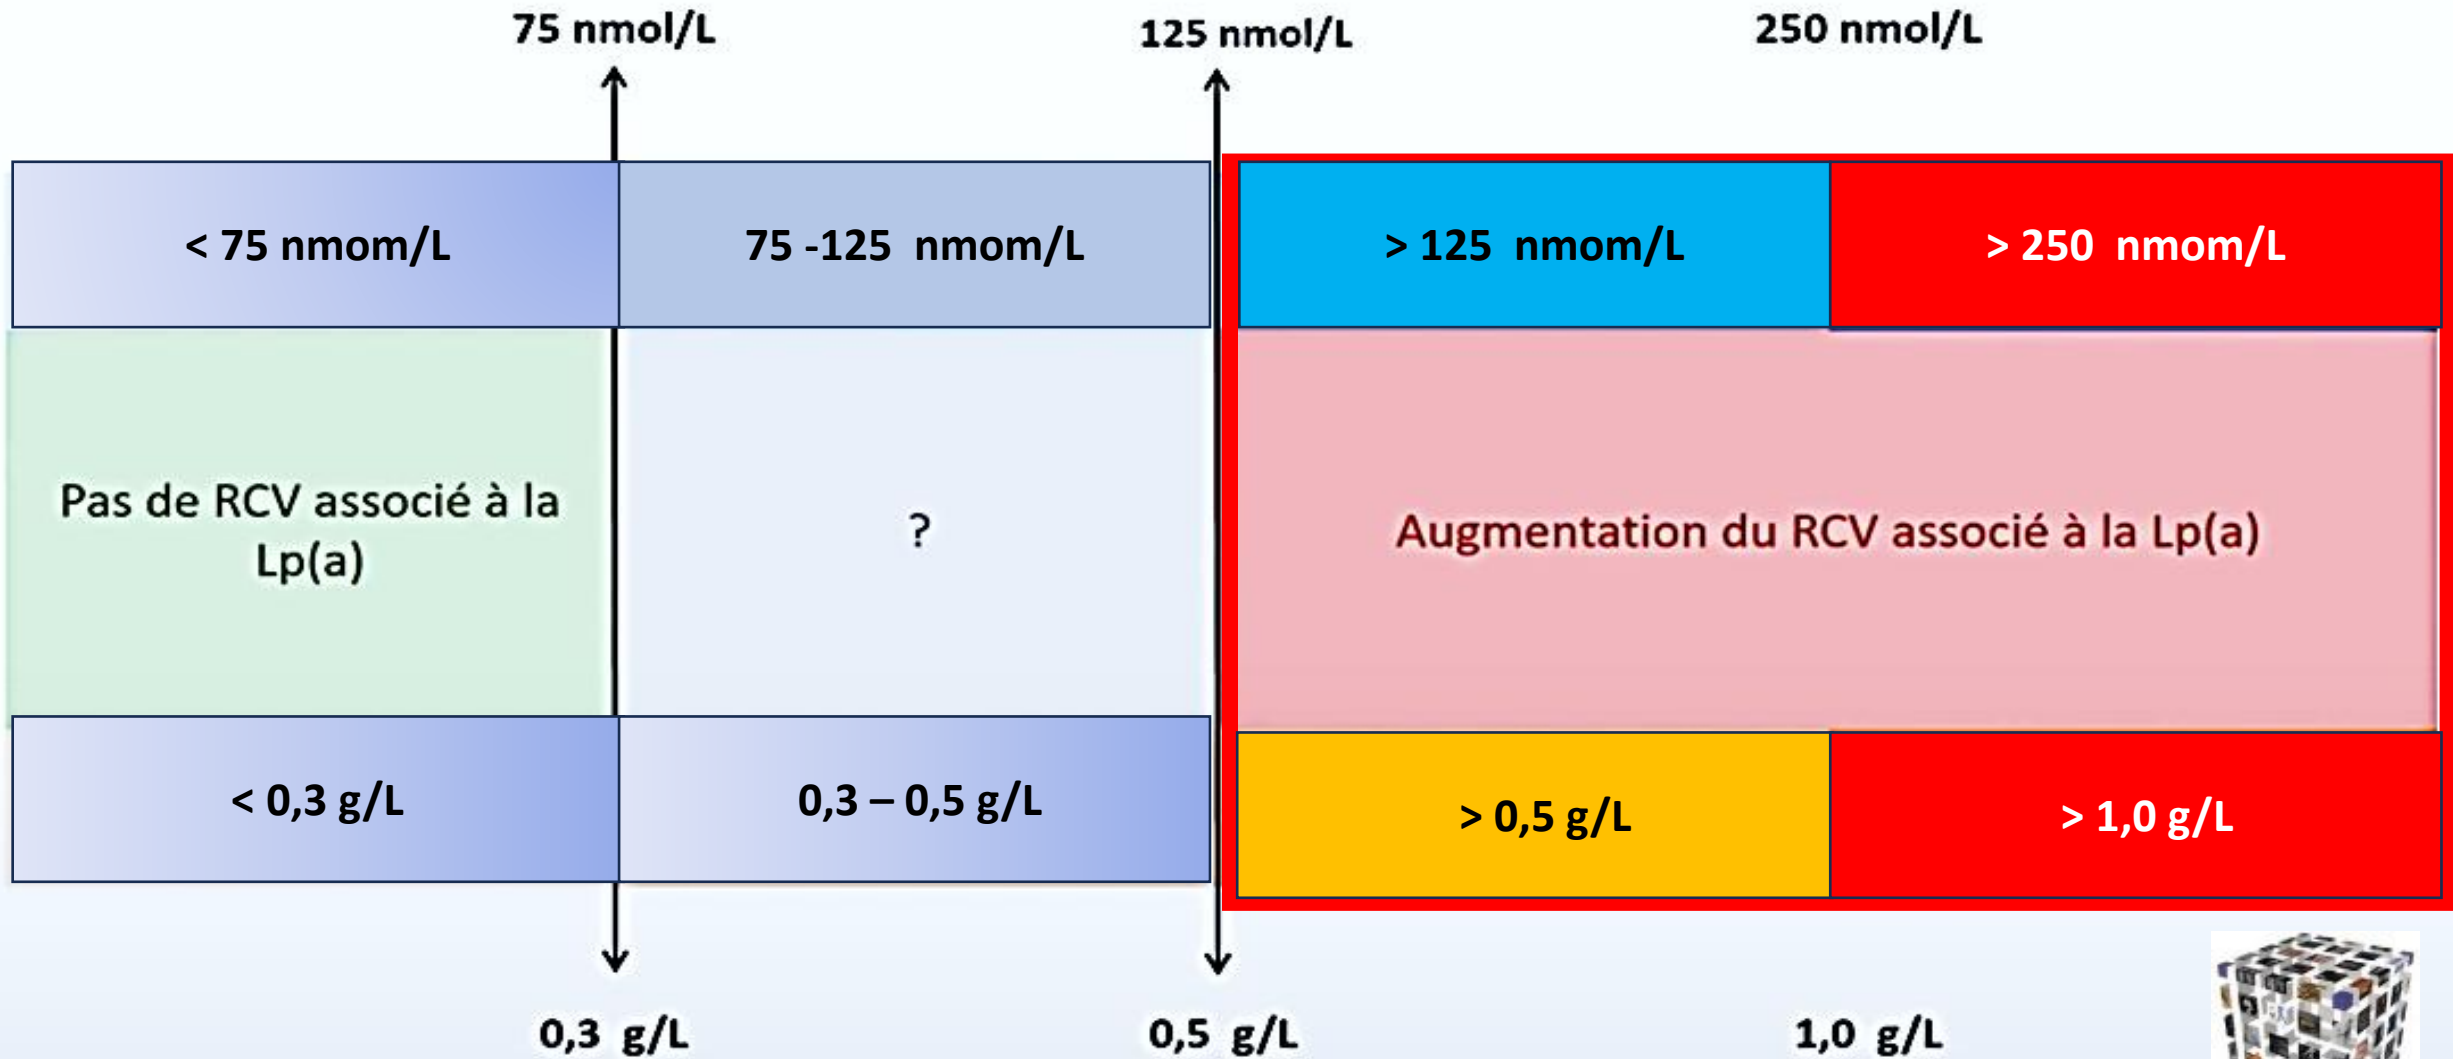 75 nmol/L
125 nmol/L
250 nmol/L
< 75 nmom/L
75 -125 nmom/L
> 125 nmom/L
> 250 nmom/L
Pas de RCV associé à la
Lp(a)
?
Augmentation du RCV associé à la Lp(a)
< 0,3 g/L
0,3 – 0,5 g/L
> 0,5 g/L
> 1,0 g/L
0,3 g/L
0,5 g/L
1,0 g/L